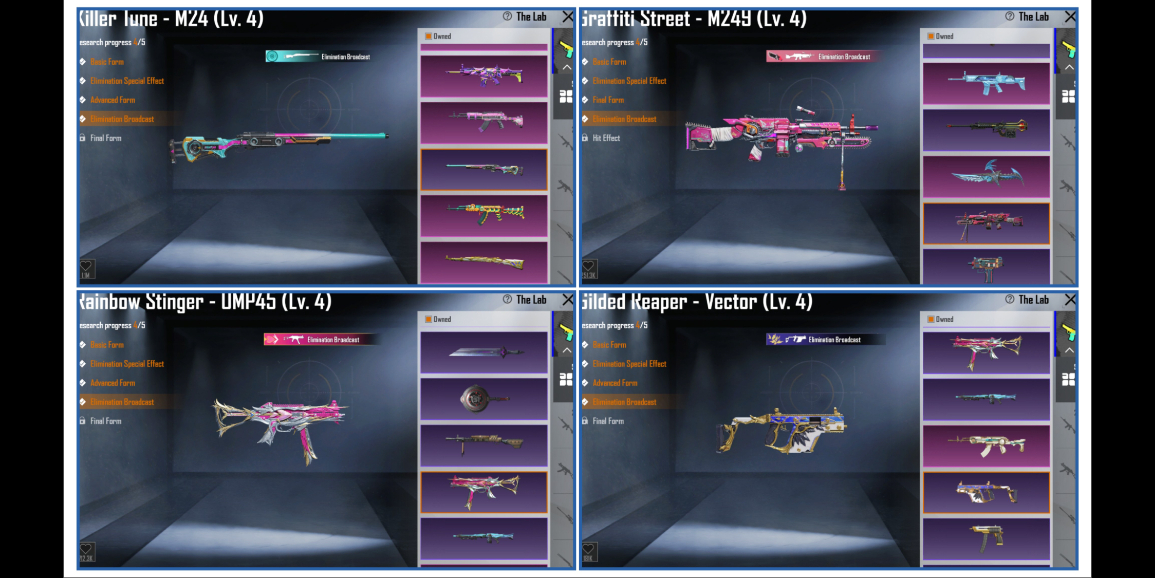 Killer Tune - M24 (Lv. 4)
The Lab
esearch progress 4/5
Basic Form
Elimination Special Effect
Advanced Form
Elimination Broadcast
Final Form
Elimination Broadcast
Owned
Graffiti Street - M249 (Lv. 4)
The Lab
esearch progress 4/5
Basic Form
Elimination Special Effect
Final Form
Elimination Broadcast
Hit Effect
Elimination Broadcast
Owned
Rainbow Stinger - UMP45 (Lv. 4)
The Lab
esearch progress 4/5
Basic Form
Elimination Special Effect
Advanced Form
Elimination Broadcast
Final Form
Elimination Broadcast
Owned
Gilded Reaper - Vector (Lv. 4)
The Lab
esearch progress 4/5
Basic Form
Elimination Special Effect
Advanced Form
Elimination Broadcast
Final Form
Elimination Broadcast
Owned